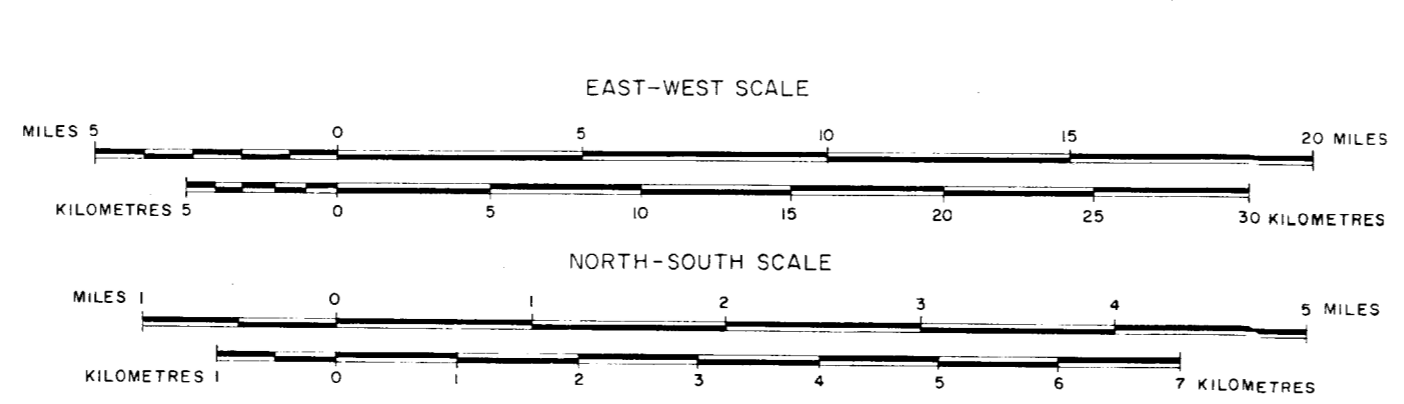 EAST-WEST SCALE
MILES 5 0 5 10 15 20 MILES
KILOMETRES 5 0 5 10 15 20 25 30 KILOMETRES
NORTH-SOUTH SCALE
MILES 1 0 1 2 3 4 5 MILES
KILOMETRES 1 0 1 2 3 4 5 6 7 KILOMETRES